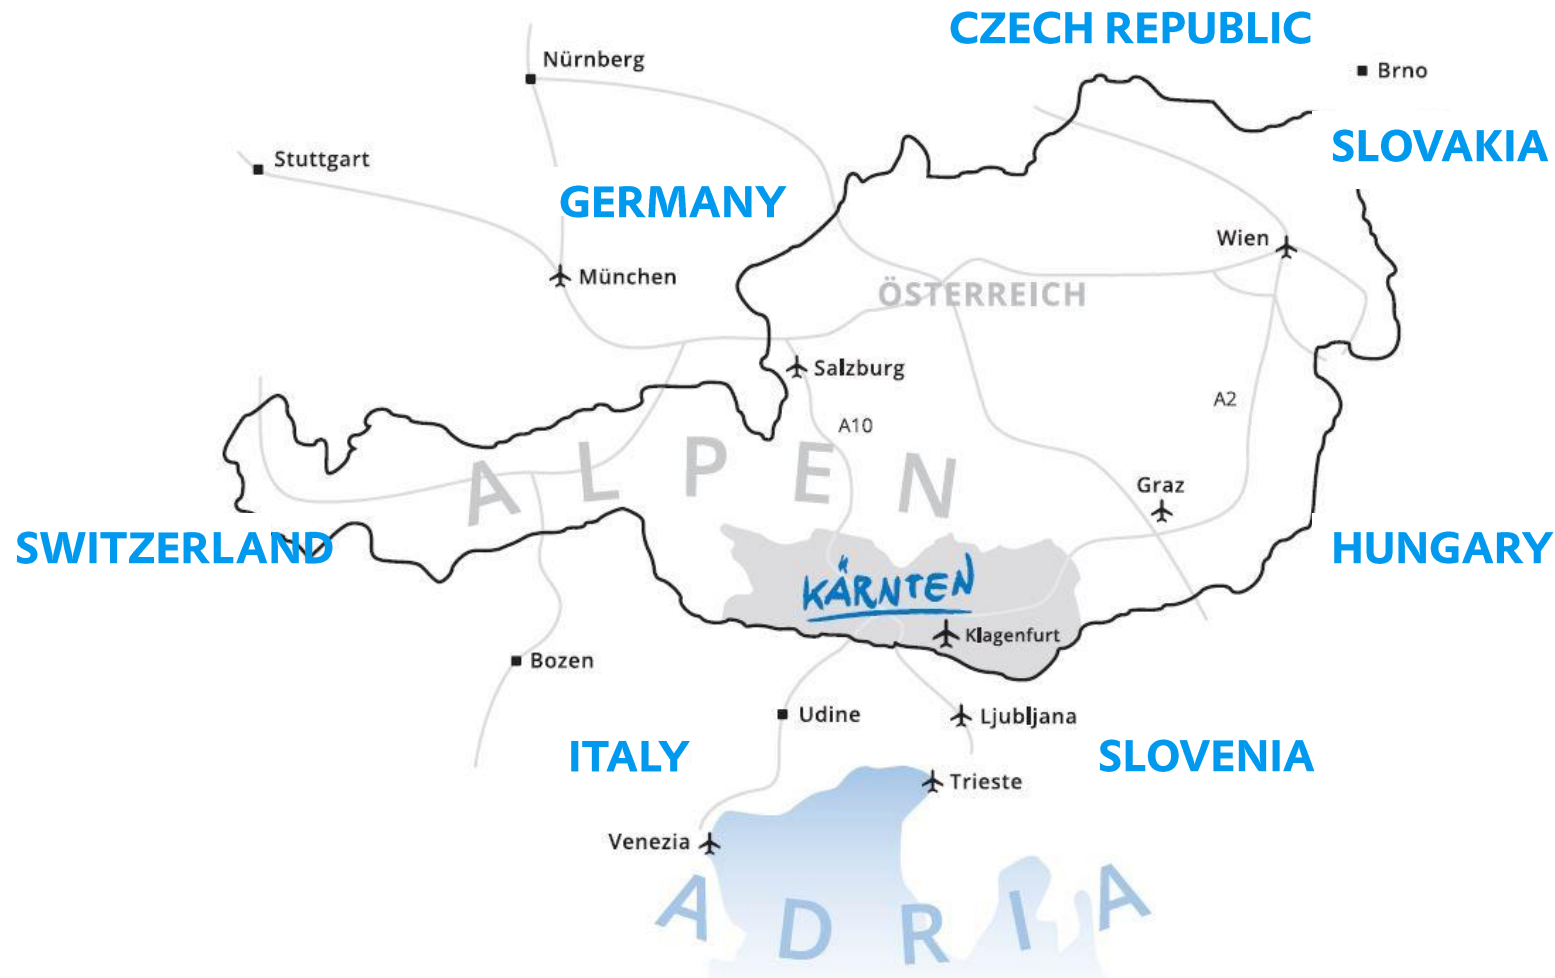 CZECH REPUBLIC
Nürnberg
Brno
SLOVAKIA
Stuttgart
GERMANY
Wien
München
ÖSTERREICH
Salzburg
A2
A10
ALPEN
Graz
SWITZERLAND
HUNGARY
KÄRNTEN
Klagenfurt
Bozen
Udine
Ljubljana
ITALY
SLOVENIA
Trieste
Venezia
ADRIA